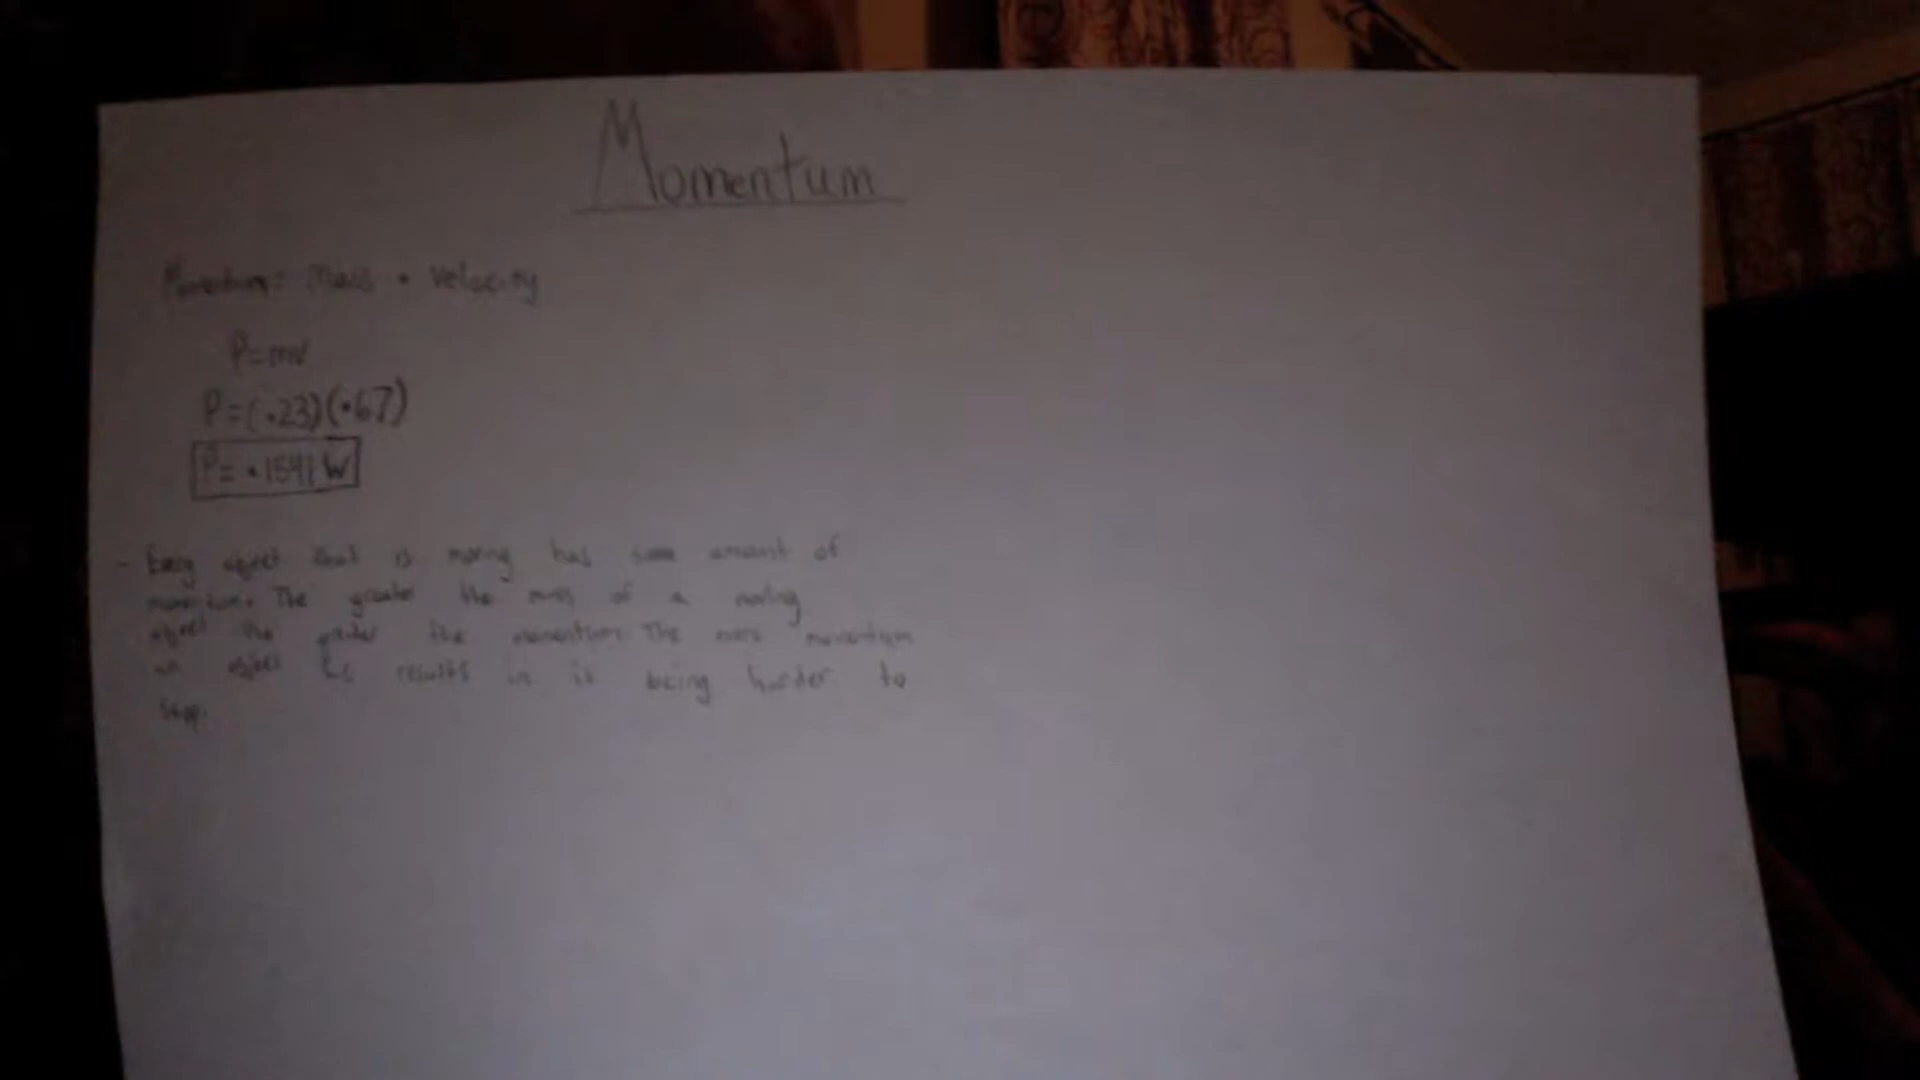 Momentum
Momentum = Mass • Velocity
P=mv
P=(.23)(.67)
P= .1541 W
- Every object that is moving has some amount of
momentum. The greater the mass of a moving
object the greater the momentum. The more momentum
an object has results in it being harder to
stop.